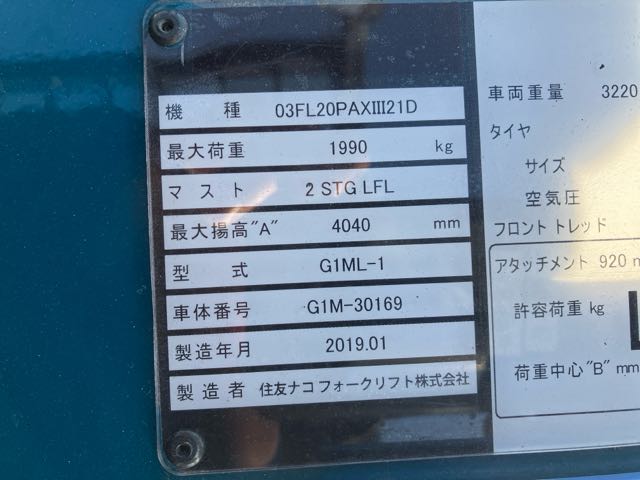 機種 03FL20PAXⅢ21D
最大荷重 1990 kg
マスト 2 STG LFL
最大揚高"A" 4040 mm
型式 G1ML-1
車体番号 G1M-30169
製造年月 2019.01
製造者 住友ナコ フォークリフト株式会社
車両重量 3220
タイヤ
サイズ
空気圧
フロント トレッド
アタッチメント 920 m
許容荷重 kg
荷重中心"B" mm